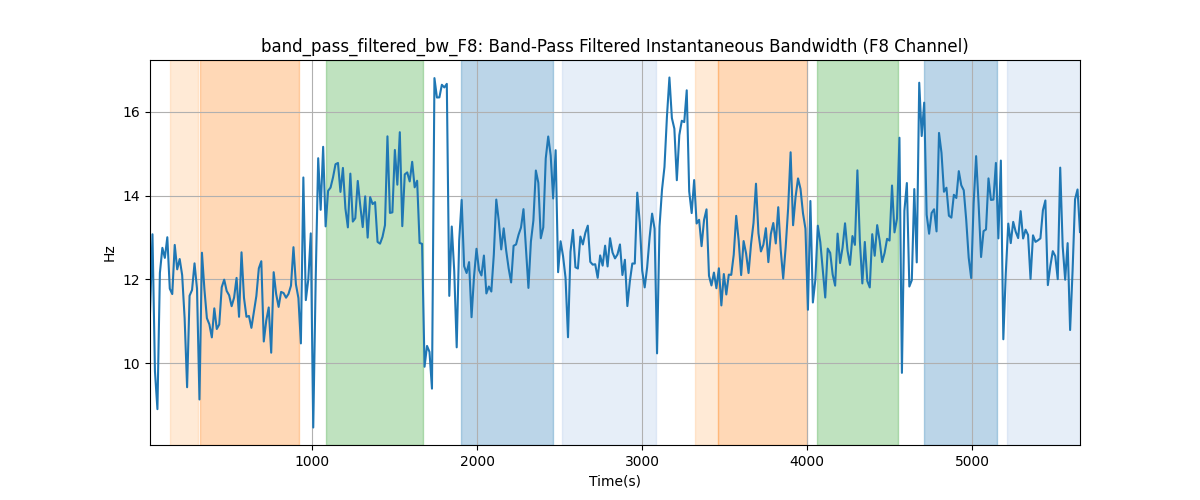 band_pass_filtered_bw_F8: Band-Pass Filtered Instantaneous Bandwidth (F8 Channel)
16
14
12
10
Hz
1000 2000 3000 4000 5000
Time(s)